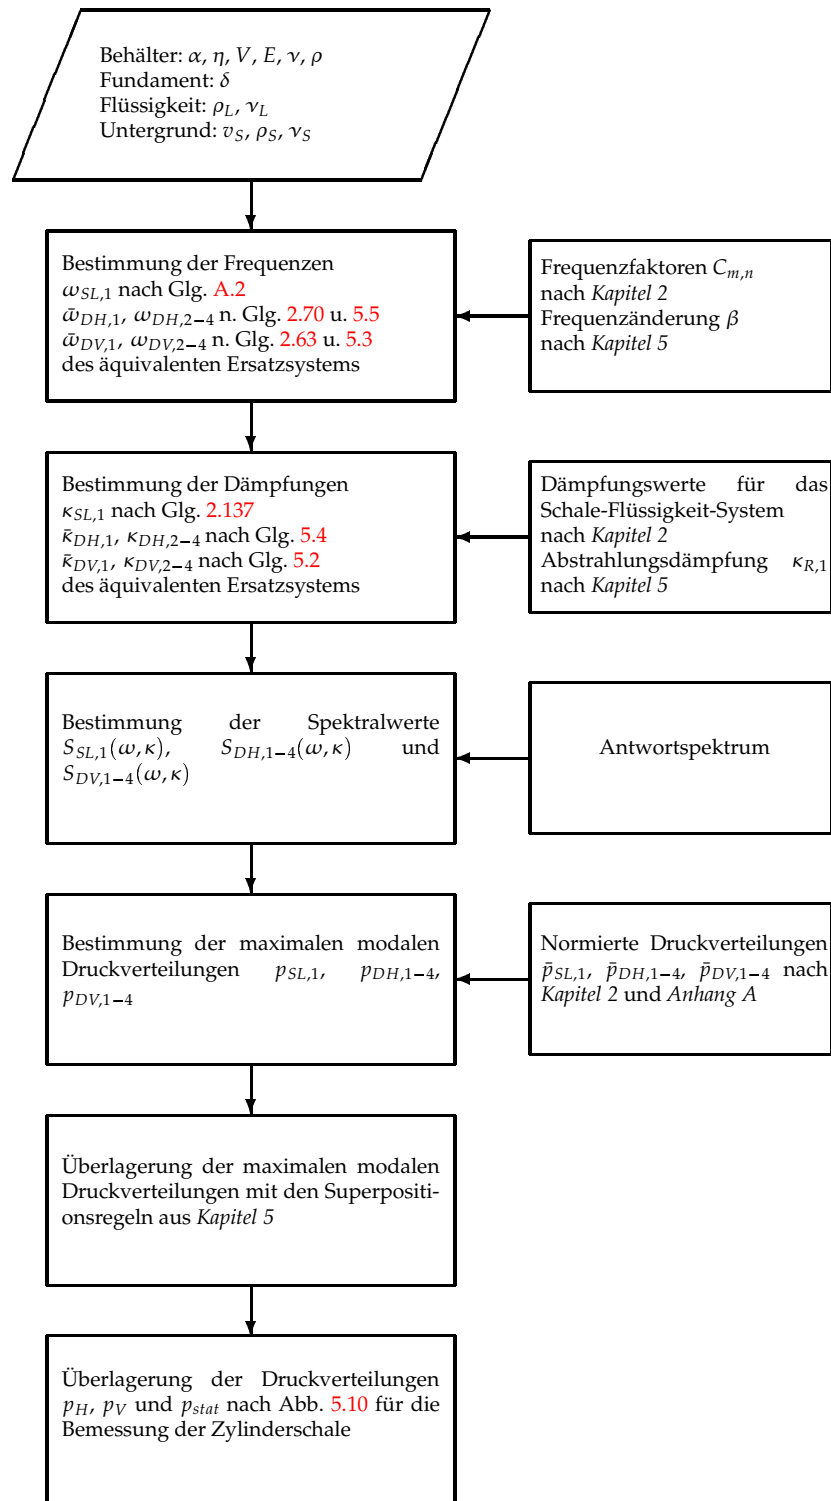 Behälter: α, η, V, E, ν, ρ
Fundament: δ
Flüssigkeit: ρ_L, ν_L
Untergrund: v_S, ρ_S, ν_S
Bestimmung der Frequenzen
ω_{SL,1} nach Glg. A.2
ω̄_{DH,1}, ω_{DH,2−4} n. Glg. 2.70 u. 5.5
ω̄_{DV,1}, ω_{DV,2−4} n. Glg. 2.63 u. 5.3
des äquivalenten Ersatzsystems
Frequenzfaktoren C_{m,n}
nach Kapitel 2
Frequenzänderung β
nach Kapitel 5
Bestimmung der Dämpfungen
κ_{SL,1} nach Glg. 2.137
κ̄_{DH,1}, κ_{DH,2−4} nach Glg. 5.4
κ̄_{DV,1}, κ_{DV,2−4} nach Glg. 5.2
des äquivalenten Ersatzsystems
Dämpfungswerte für das
Schale-Flüssigkeit-System
nach Kapitel 2
Abstrahlungsdämpfung κ_{R,1}
nach Kapitel 5
Bestimmung der Spektralwerte
S_{SL,1}(ω, κ), S_{DH,1−4}(ω, κ) und
S_{DV,1−4}(ω, κ)
Antwortspektrum
Bestimmung der maximalen modalen
Druckverteilungen p_{SL,1}, p_{DH,1−4},
p_{DV,1−4}
Normierte Druckverteilungen
p̄_{SL,1}, p̄_{DH,1−4}, p̄_{DV,1−4} nach
Kapitel 2 und Anhang A
Überlagerung der maximalen modalen
Druckverteilungen mit den Superpositi-
onsregeln aus Kapitel 5
Überlagerung der Druckverteilungen
p_H, p_V und p_{stat} nach Abb. 5.10 für die
Bemessung der Zylinderschale